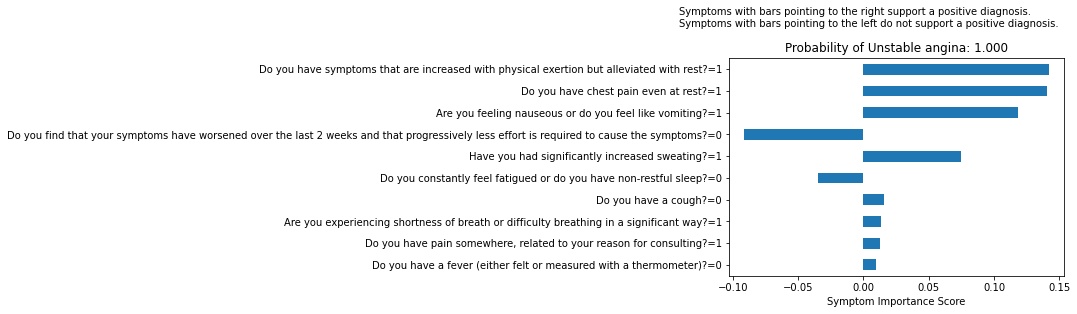 Symptoms with bars pointing to the right support a positive diagnosis.
Symptoms with bars pointing to the left do not support a positive diagnosis.
Probability of Unstable angina: 1.000
Do you have symptoms that are increased with physical exertion but alleviated with rest?=1
Do you have chest pain even at rest?=1
Are you feeling nauseous or do you feel like vomiting?=1
Do you find that your symptoms have worsened over the last 2 weeks and that progressively less effort is required to cause the symptoms?=0
Have you had significantly increased sweating?=1
Do you constantly feel fatigued or do you have non-restful sleep?=0
Do you have a cough?=0
Are you experiencing shortness of breath or difficulty breathing in a significant way?=1
Do you have pain somewhere, related to your reason for consulting?=1
Do you have a fever (either felt or measured with a thermometer)?=0
−0.10 −0.05 0.00 0.05 0.10 0.15
Symptom Importance Score